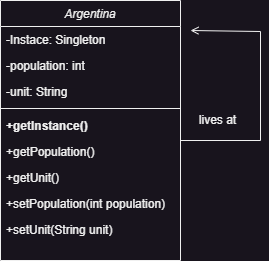 Argentina
-Instace: Singleton
-population: int
-unit: String
+getInstance()
+getPopulation()
+getUnit()
+setPopulation(int population)
+setUnit(String unit)
lives at